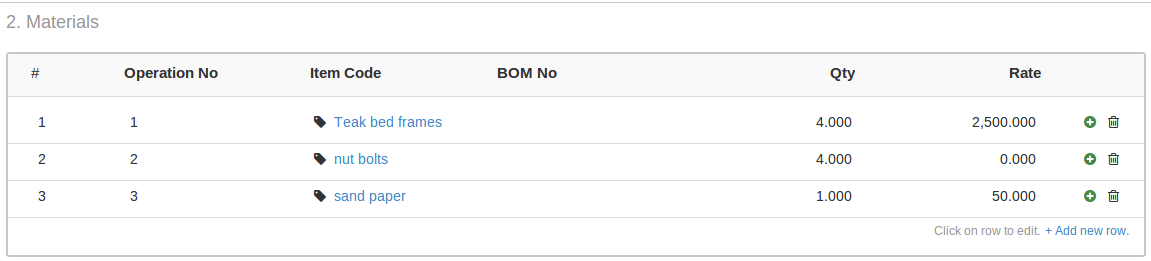 2. Materials
# Operation No Item Code BOM No Qty Rate
1 1 Teak bed frames 4.000 2,500.000
2 2 nut bolts 4.000 0.000
3 3 sand paper 1.000 50.000
Click on row to edit. + Add new row.